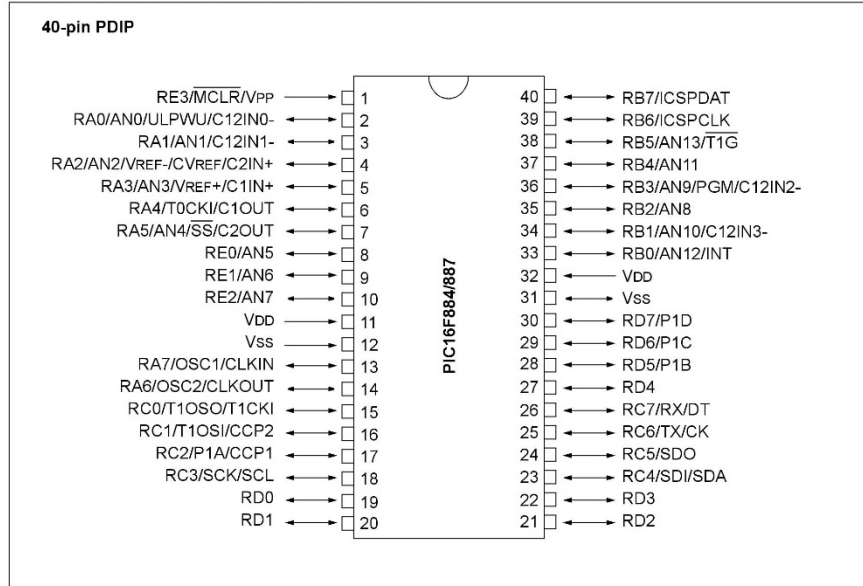 40-pin PDIP
RE3/MCLR/VPP 1
RA0/AN0/ULPWU/C12IN0- 2
RA1/AN1/C12IN1- 3
RA2/AN2/VREF-/CVREF/C2IN+ 4
RA3/AN3/VREF+/C1IN+ 5
RA4/T0CKI/C1OUT 6
RA5/AN4/SS/C2OUT 7
RE0/AN5 8
RE1/AN6 9
RE2/AN7 10
VDD 11
VSS 12
RA7/OSC1/CLKIN 13
RA6/OSC2/CLKOUT 14
RC0/T1OSO/T1CKI 15
RC1/T1OSI/CCP2 16
RC2/P1A/CCP1 17
RC3/SCK/SCL 18
RD0 19
RD1 20
PIC16F884/887
40 RB7/ICSPDAT
39 RB6/ICSPCLK
38 RB5/AN13/T1G
37 RB4/AN11
36 RB3/AN9/PGM/C12IN2-
35 RB2/AN8
34 RB1/AN10/C12IN3-
33 RB0/AN12/INT
32 VDD
31 VSS
30 RD7/P1D
29 RD6/P1C
28 RD5/P1B
27 RD4
26 RC7/RX/DT
25 RC6/TX/CK
24 RC5/SDO
23 RC4/SDI/SDA
22 RD3
21 RD2